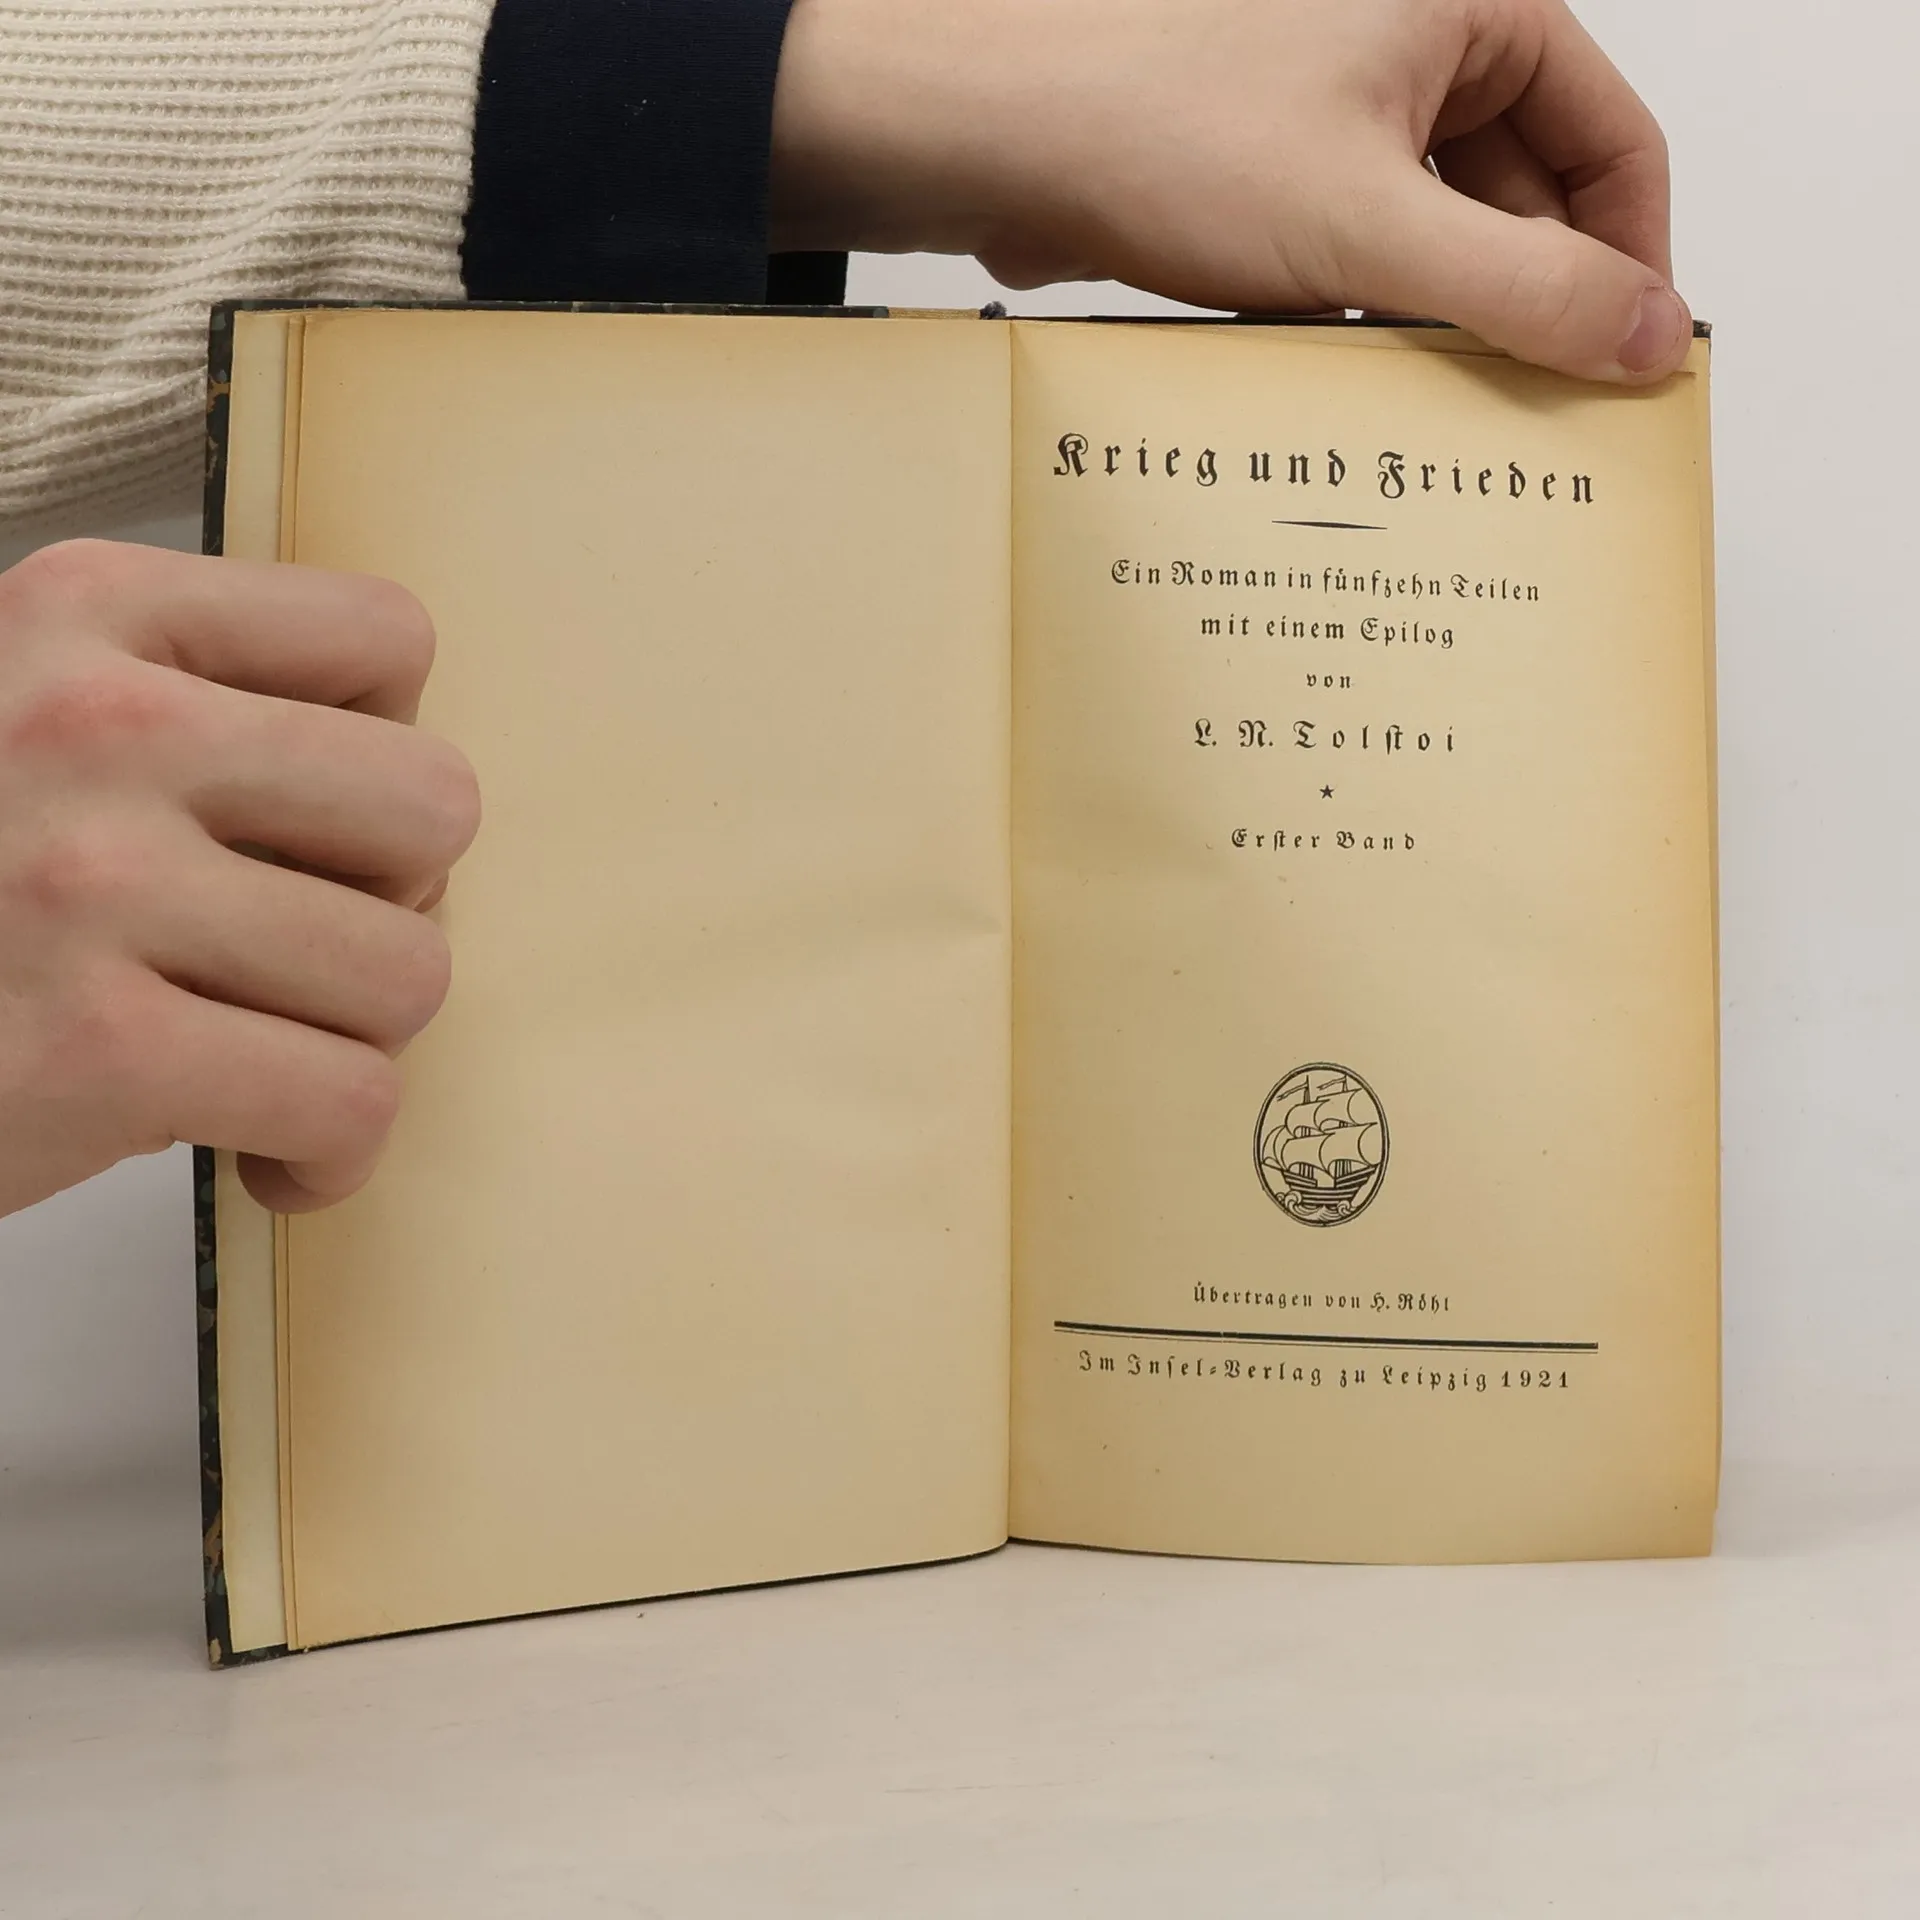 Krieg und Frieden
Ein Roman in fünfzehn Teilen
mit einem Epilog
von
L. N. Tolstoi
★
Erster Band
Übertragen von H. Röhl
Im Insel-Verlag zu Leipzig 1921